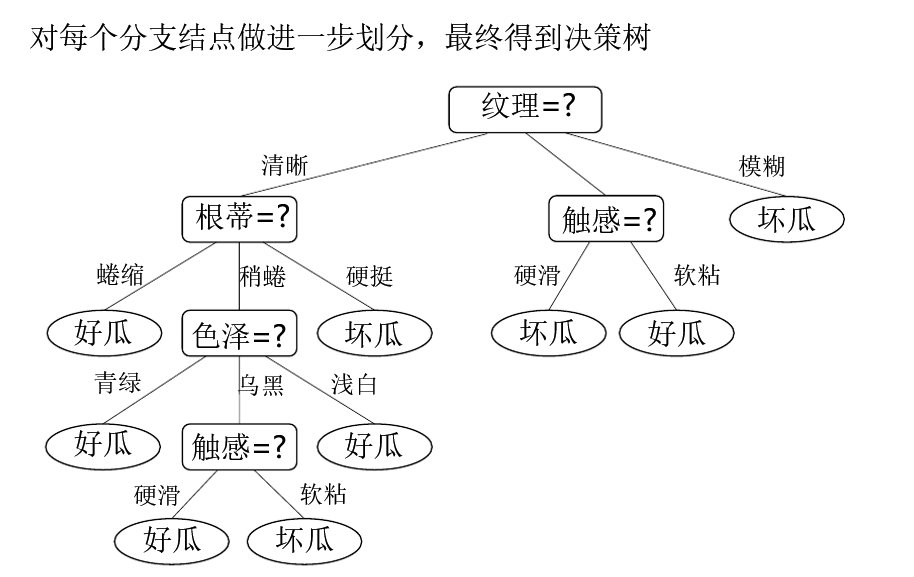 对每个分支结点做进一步划分，最终得到决策树
纹理=?
清晰
模糊
根蒂=?
触感=?
坏瓜
蜷缩
稍蜷
硬挺
硬滑
软粘
好瓜
色泽=?
坏瓜
坏瓜
好瓜
青绿
乌黑
浅白
好瓜
触感=?
好瓜
硬滑
软粘
好瓜
坏瓜